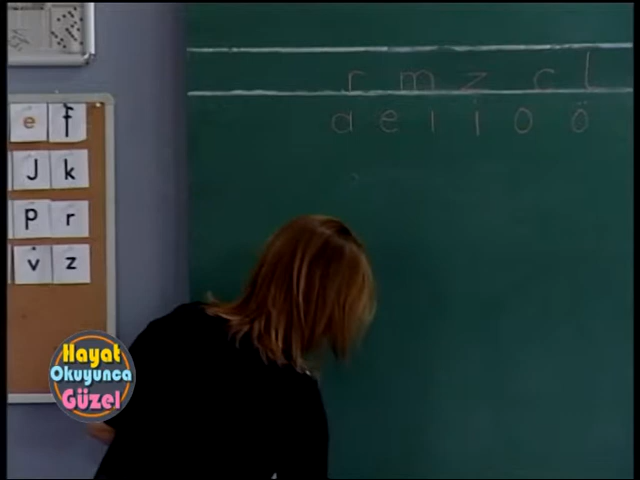 r m z c l
d e ı i o ö
e f
J k
p r
v z
Hayat
Okuyunca
Güzel